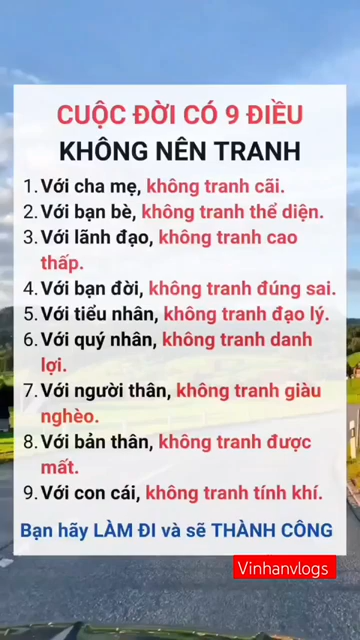 CUỘC ĐỜI CÓ 9 ĐIỀU
KHÔNG NÊN TRANH
1. Với cha mẹ, không tranh cãi.
2. Với bạn bè, không tranh thể diện.
3. Với lãnh đạo, không tranh cao
thấp.
4. Với bạn đời, không tranh đúng sai.
5. Với tiểu nhân, không tranh đạo lý.
6. Với quý nhân, không tranh danh
lợi.
7. Với người thân, không tranh giàu
nghèo.
8. Với bản thân, không tranh được
mất.
9. Với con cái, không tranh tính khí.
Bạn hãy LÀM ĐI và sẽ THÀNH CÔNG
Vinhanvlogs